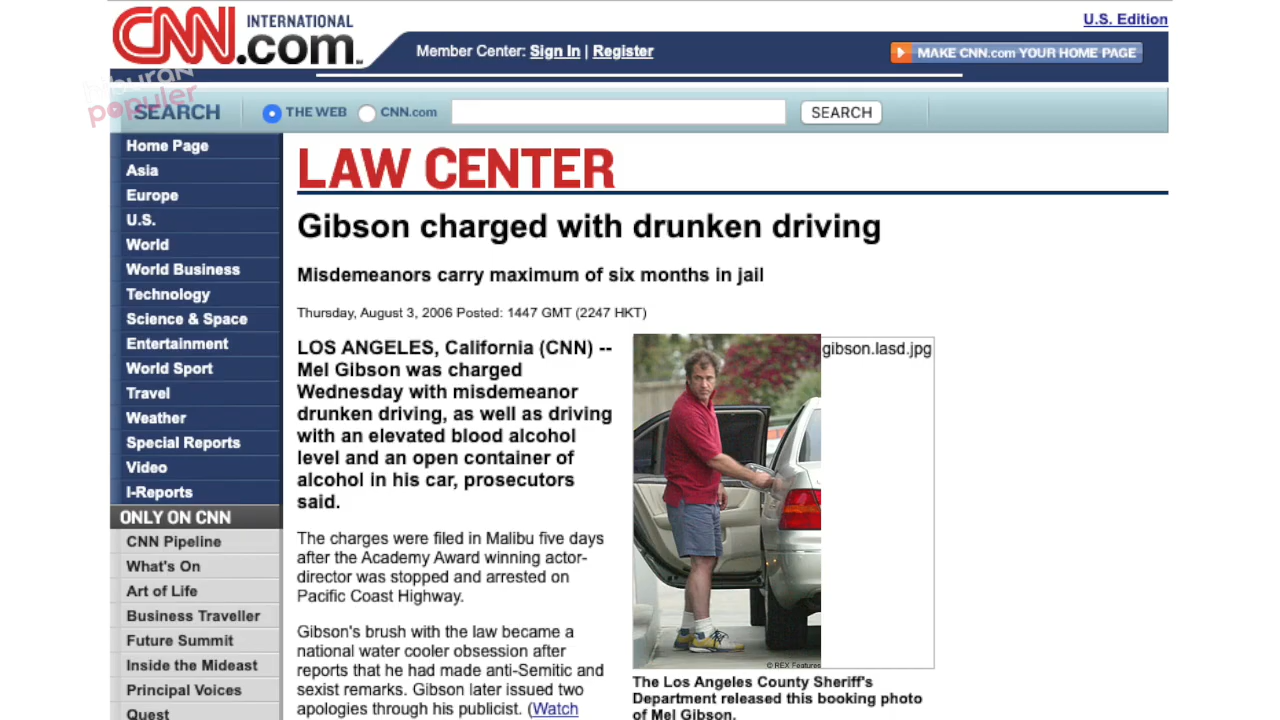 CNN.com INTERNATIONAL
U.S. Edition
Member Center: Sign In | Register
MAKE CNN.com YOUR HOME PAGE
populer
SEARCH
THE WEB
CNN.com
SEARCH
Home Page
Asia
Europe
U.S.
World
World Business
Technology
Science & Space
Entertainment
World Sport
Travel
Weather
Special Reports
Video
I-Reports
ONLY ON CNN
CNN Pipeline
What's On
Art of Life
Business Traveller
Future Summit
Inside the Mideast
Principal Voices
Quest
LAW CENTER
Gibson charged with drunken driving
Misdemeanors carry maximum of six months in jail
Thursday, August 3, 2006 Posted: 1447 GMT (2247 HKT)
LOS ANGELES, California (CNN) --
Mel Gibson was charged
Wednesday with misdemeanor
drunken driving, as well as driving
with an elevated blood alcohol
level and an open container of
alcohol in his car, prosecutors
said.
The charges were filed in Malibu five days
after the Academy Award winning actor-
director was stopped and arrested on
Pacific Coast Highway.
Gibson's brush with the law became a
national water cooler obsession after
reports that he had made anti-Semitic and
sexist remarks. Gibson later issued two
apologies through his publicist. (Watch
gibson.lasd.jpg
© REX Features
The Los Angeles County Sheriff's
Department released this booking photo
of Mel Gibson.